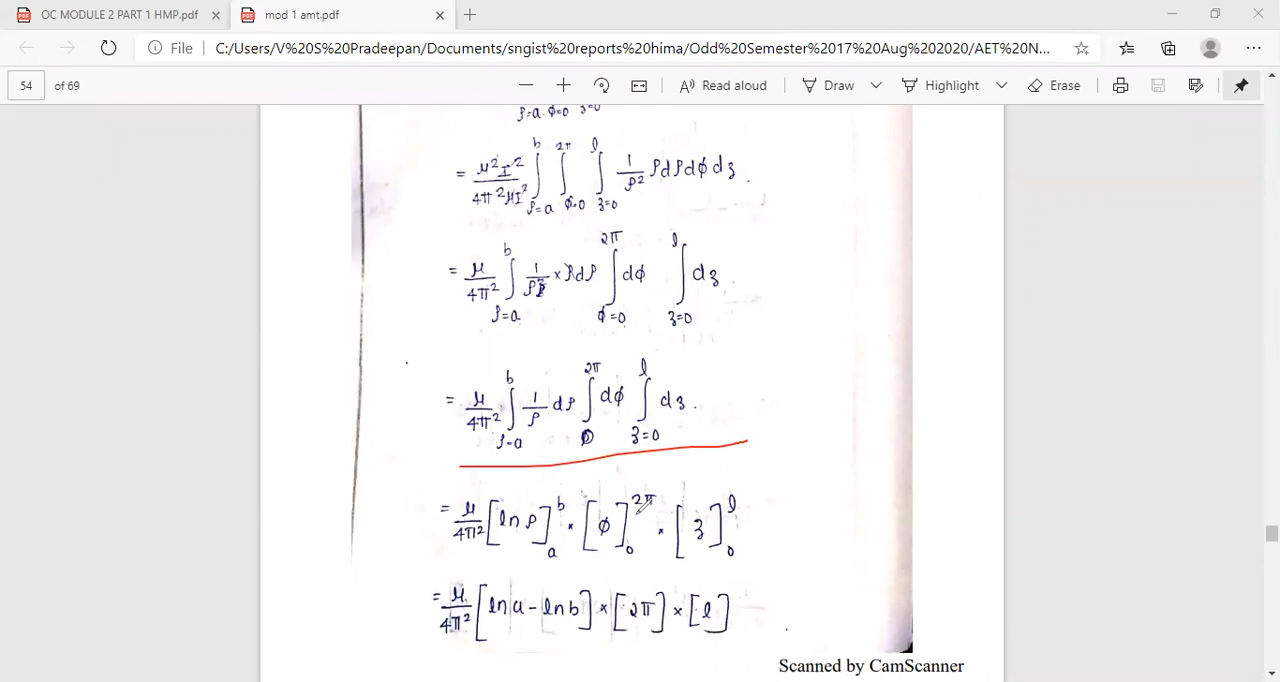 OC MODULE 2 PART 1 HMP.pdf
mod 1 amt.pdf
File C:/Users/V%20S%20Pradeepan/Documents/sngist%20reports%20hima/Odd%20Semester%2017%20Aug%202020/AET%20N...
54 of 69 Read aloud Draw Highlight Erase
ρ=a φ=0 z=0
= μ²I²/4π²μI² ∫_{ρ=a}^{b} ∫_{φ=0}^{2π} ∫_{z=0}^{l} 1/ρ² ρdρdφdz.
= μ/4π² ∫_{ρ=a}^{b} 1/ρ² × ρdρ ∫_{φ=0}^{2π} dφ ∫_{z=0}^{l} dz.
= μ/4π² ∫_{ρ=a}^{b} 1/ρ dρ ∫_{0}^{2π} dφ ∫_{z=0}^{l} dz.
= μ/4π² [ln ρ]_{a}^{b} × [φ]_{0}^{2π} × [z]_{0}^{l}
= μ/4π² [ln a - ln b] × [2π] × [l]
Scanned by CamScanner